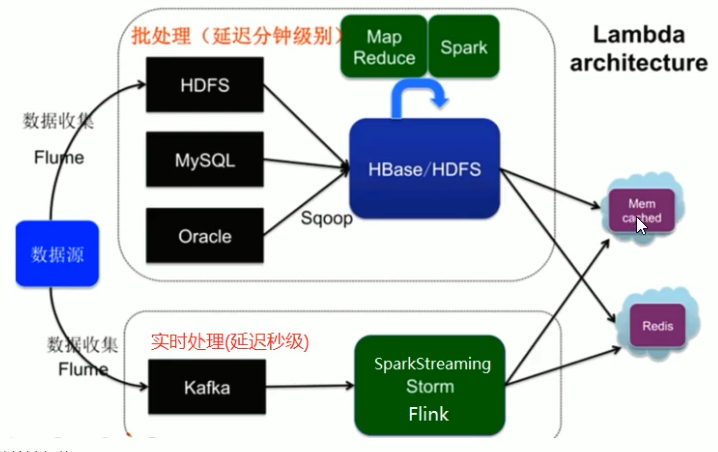 批处理（延迟分钟级别）
Map
Reduce
Spark
Lambda
architecture
HDFS
数据收集
Flume
MySQL
HBase/HDFS
Oracle
Sqoop
Mem
cached
数据源
Redis
实时处理(延迟秒级)
数据收集
Flume
Kafka
SparkStreaming
Storm
Flink